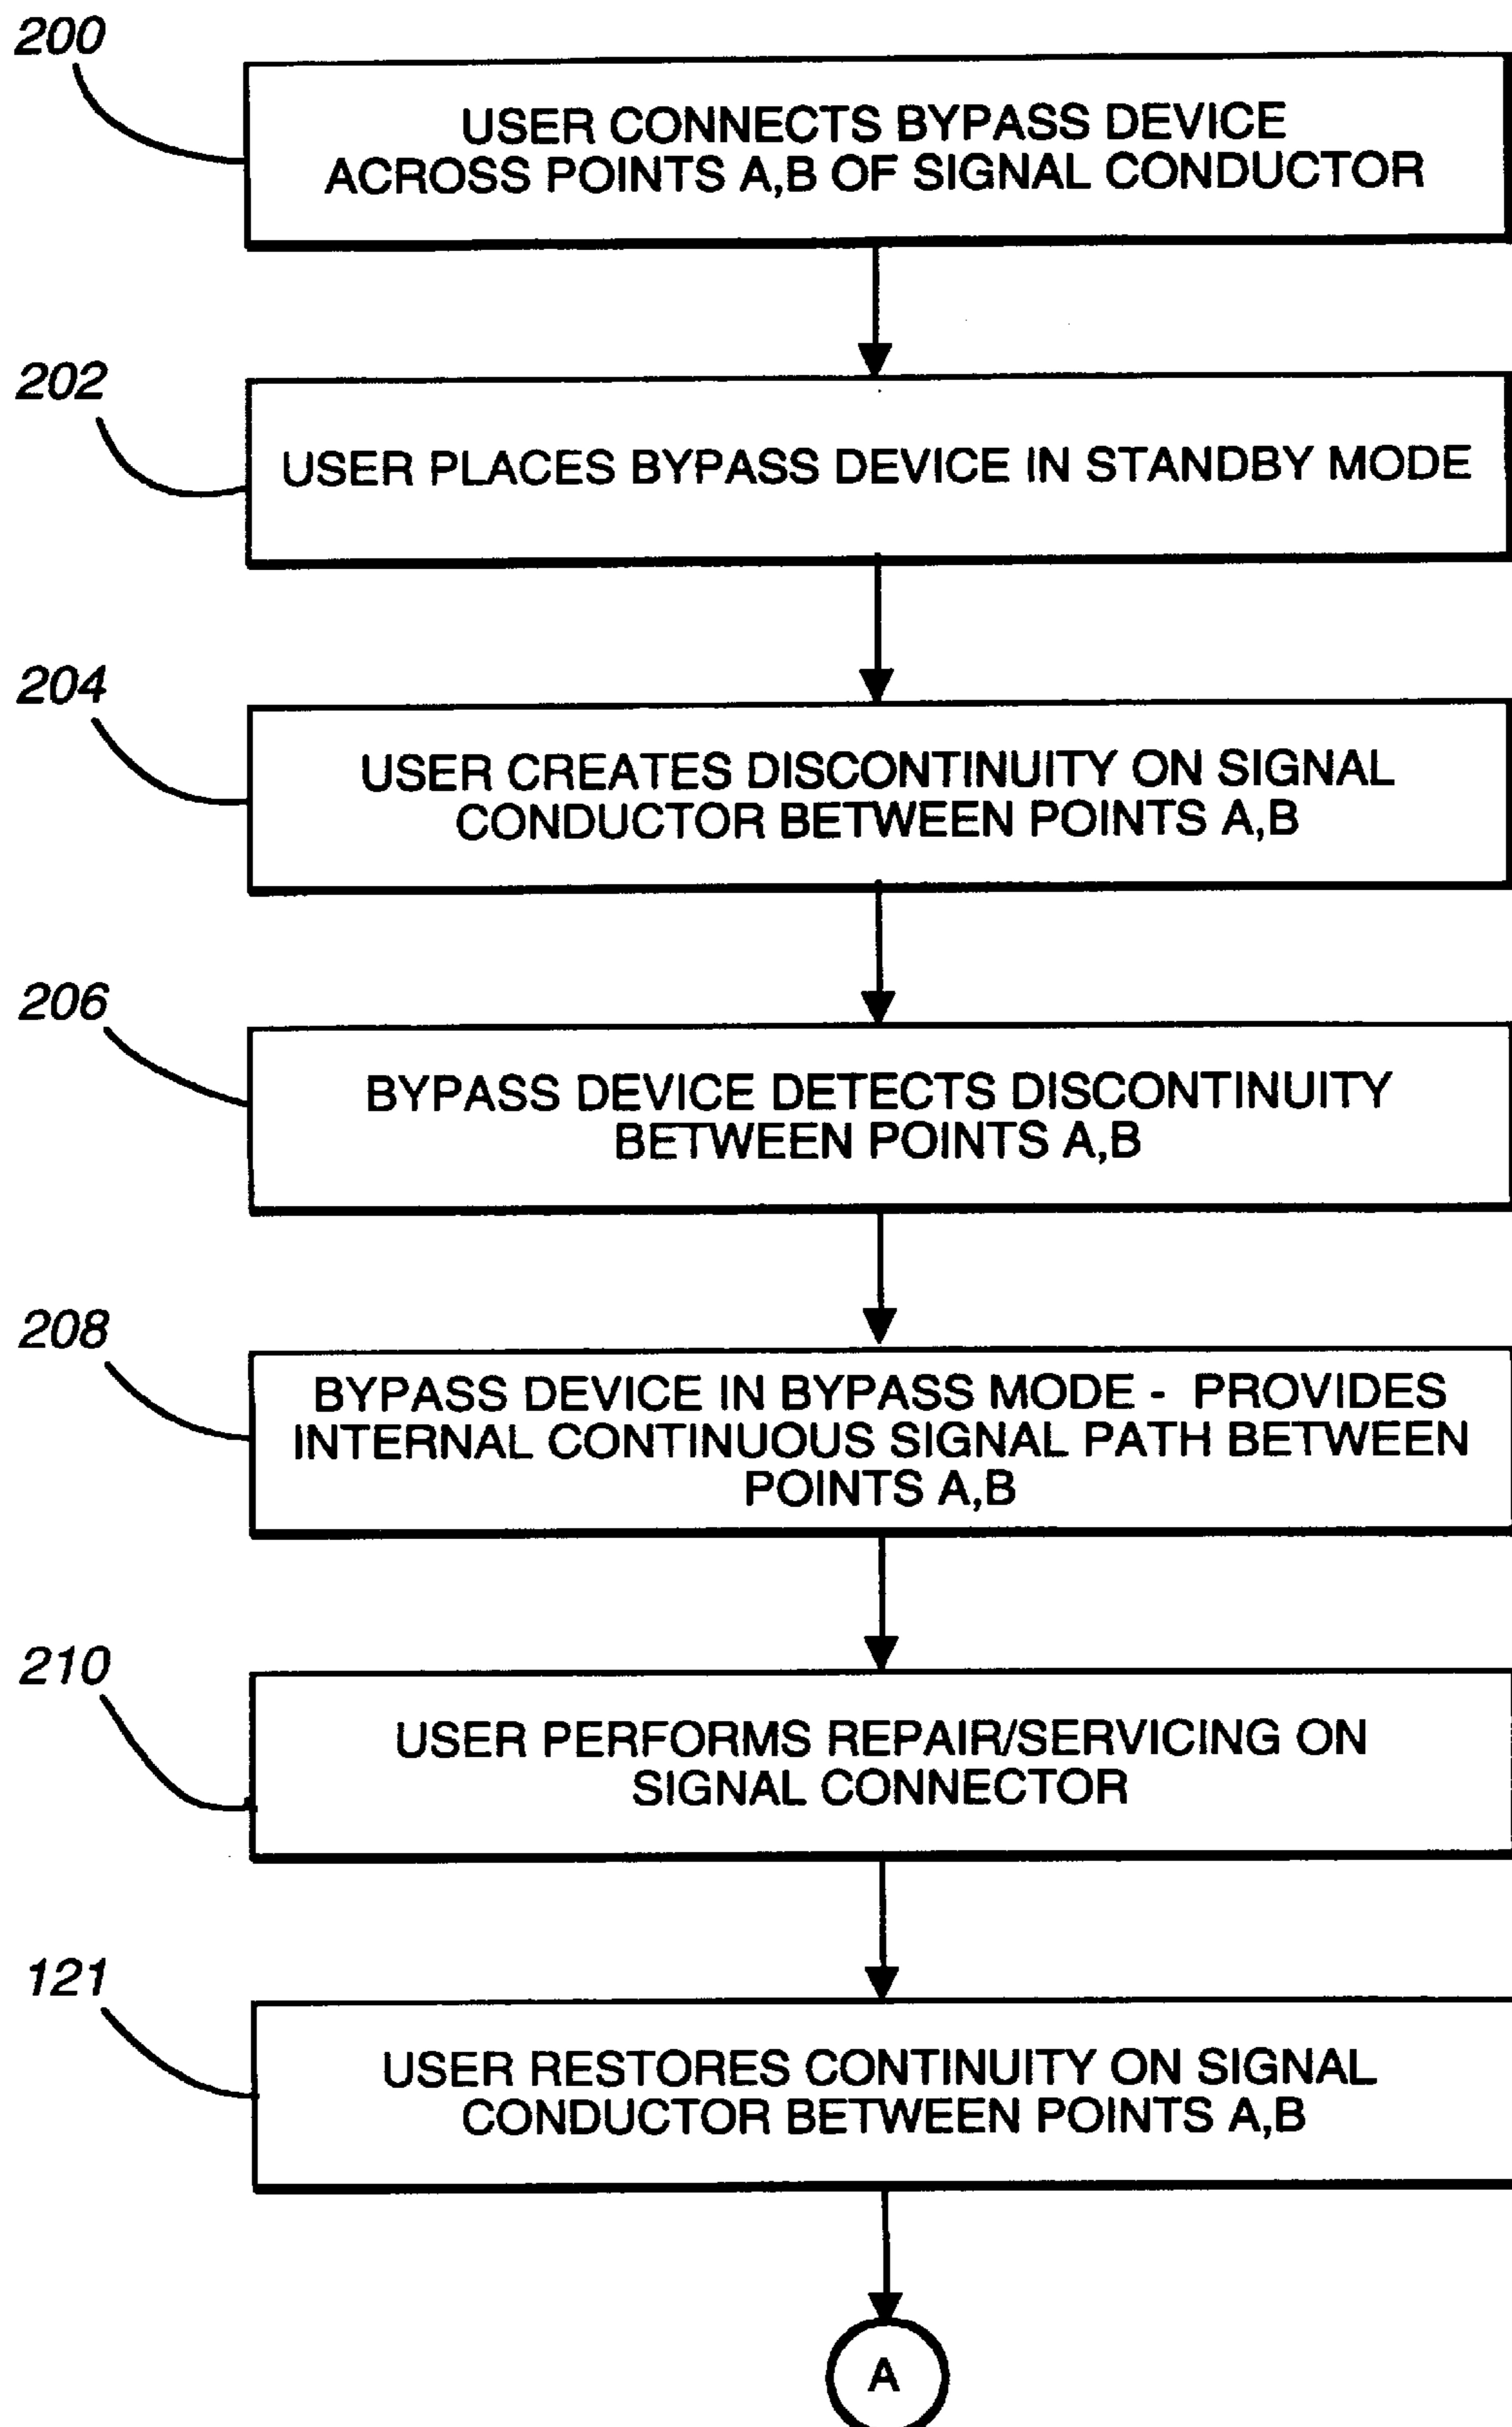 200
USER CONNECTS BYPASS DEVICE
ACROSS POINTS A,B OF SIGNAL CONDUCTOR
202
USER PLACES BYPASS DEVICE IN STANDBY MODE
204
USER CREATES DISCONTINUITY ON SIGNAL
CONDUCTOR BETWEEN POINTS A,B
206
BYPASS DEVICE DETECTS DISCONTINUITY
BETWEEN POINTS A,B
208
BYPASS DEVICE IN BYPASS MODE - PROVIDES
INTERNAL CONTINUOUS SIGNAL PATH BETWEEN
POINTS A,B
210
USER PERFORMS REPAIR/SERVICING ON
SIGNAL CONNECTOR
121
USER RESTORES CONTINUITY ON SIGNAL
CONDUCTOR BETWEEN POINTS A,B
A